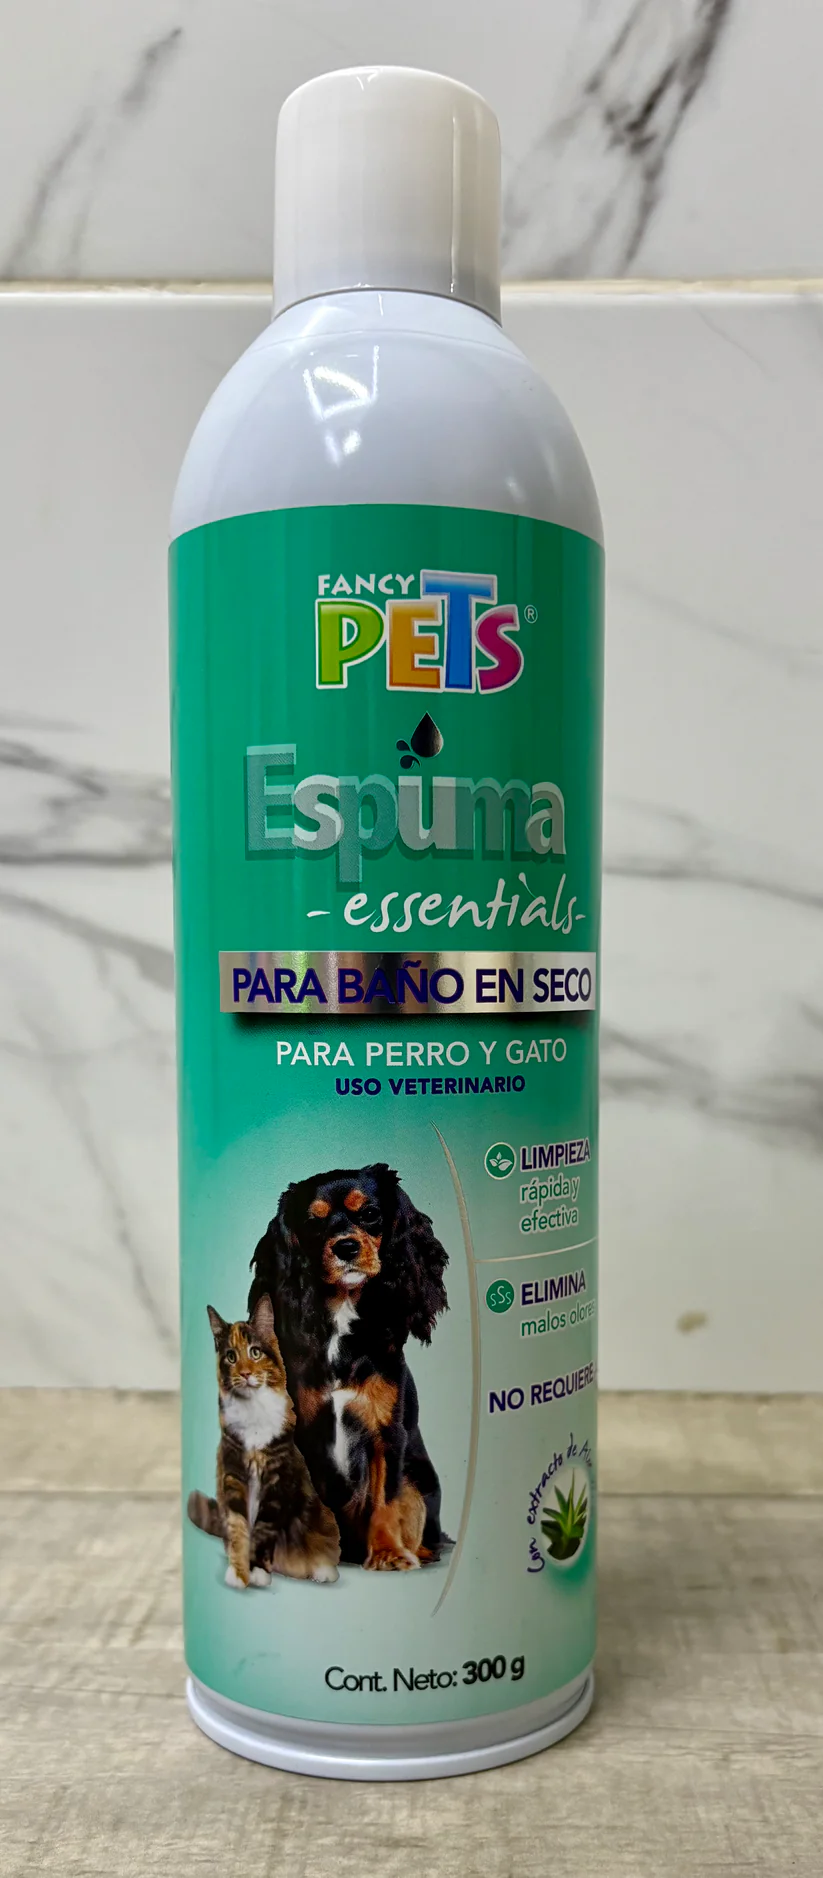 FANCY
PETS®
Espuma
-essentials-
PARA BAÑO EN SECO
PARA PERRO Y GATO
USO VETERINARIO
LIMPIEZA
rápida y
efectiva
ELIMINA
malos olores
NO REQUIERE
Con extracto de
Cont. Neto: 300 g